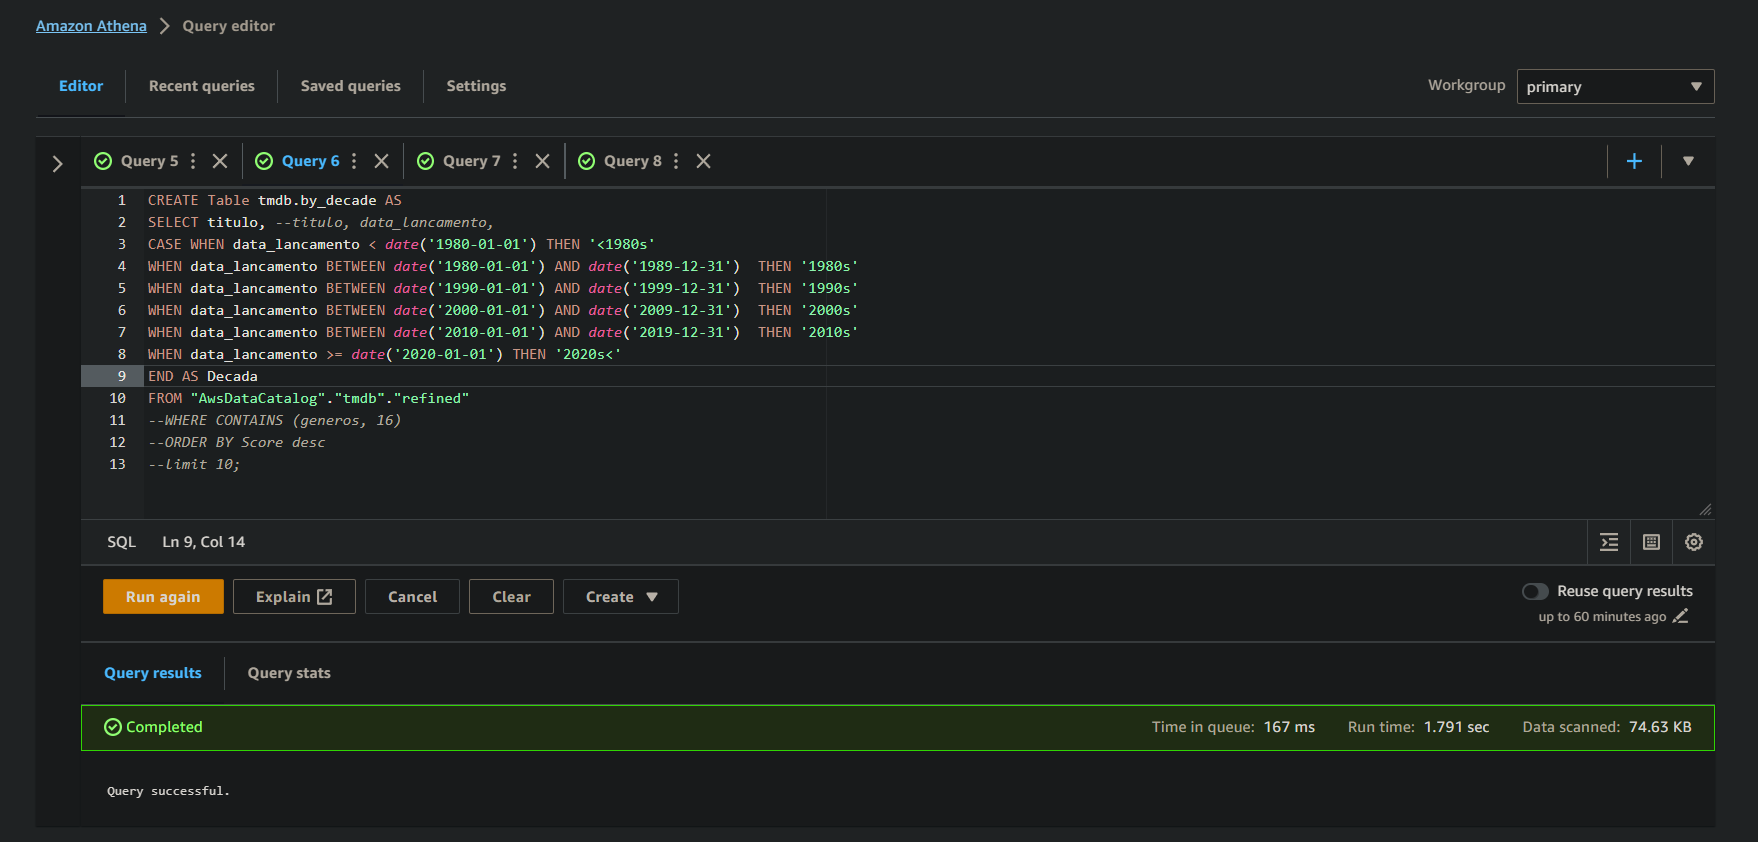 Amazon Athena > Query editor
Editor Recent queries Saved queries Settings Workgroup primary
Query 5 Query 6 Query 7 Query 8
1 CREATE Table tmdb.by_decade AS
2 SELECT titulo, --titulo, data_lancamento,
3 CASE WHEN data_lancamento < date('1980-01-01') THEN '<1980s'
4 WHEN data_lancamento BETWEEN date('1980-01-01') AND date('1989-12-31')  THEN '1980s'
5 WHEN data_lancamento BETWEEN date('1990-01-01') AND date('1999-12-31')  THEN '1990s'
6 WHEN data_lancamento BETWEEN date('2000-01-01') AND date('2009-12-31')  THEN '2000s'
7 WHEN data_lancamento BETWEEN date('2010-01-01') AND date('2019-12-31')  THEN '2010s'
8 WHEN data_lancamento >= date('2020-01-01') THEN '2020s<'
9 END AS Decada
10 FROM "AwsDataCatalog"."tmdb"."refined"
11 --WHERE CONTAINS (generos, 16)
12 --ORDER BY Score desc
13 --limit 10;
SQL Ln 9, Col 14
Run again Explain Cancel Clear Create Reuse query results
up to 60 minutes ago
Query results Query stats
Completed Time in queue: 167 ms Run time: 1.791 sec Data scanned: 74.63 KB
Query successful.